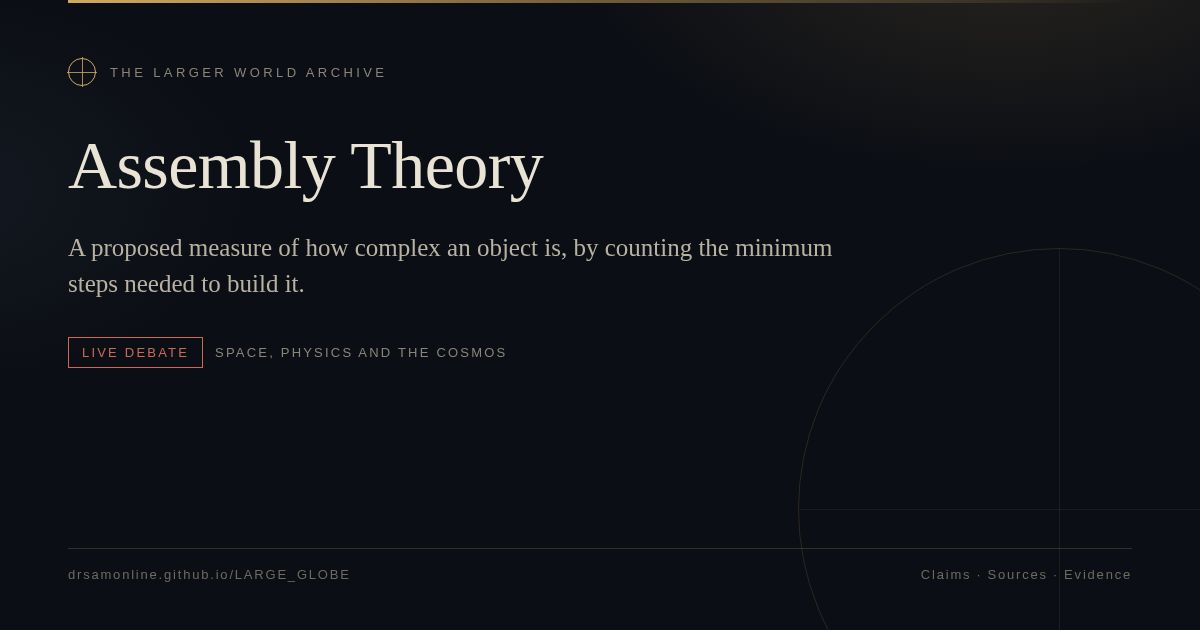 THE LARGER WORLD ARCHIVE
Assembly Theory
A proposed measure of how complex an object is, by counting the minimum
steps needed to build it.
LIVE DEBATE SPACE, PHYSICS AND THE COSMOS
drsamonline.github.io/LARGE_GLOBE Claims · Sources · Evidence